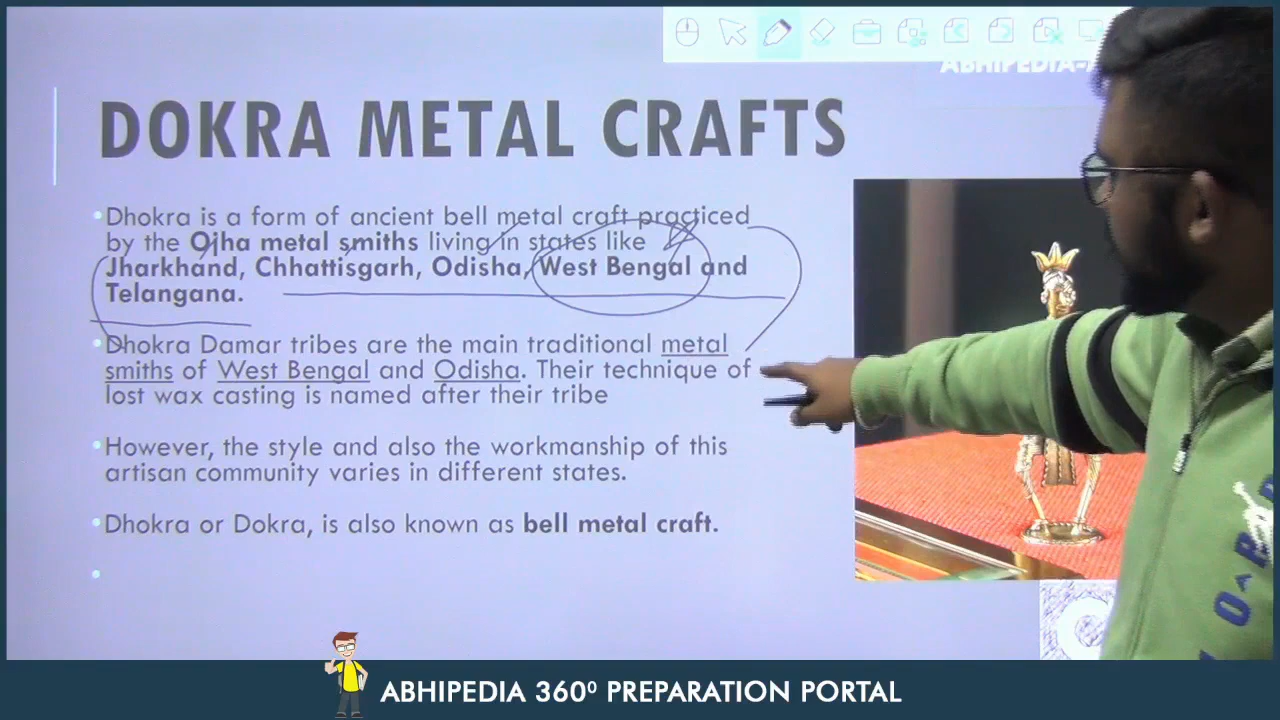 ABHIPEDIA-A
DOKRA METAL CRAFTS
•Dhokra is a form of ancient bell metal craft practiced
by the Ojha metal smiths living in states like
Jharkhand, Chhattisgarh, Odisha, West Bengal and
Telangana.
•Dhokra Damar tribes are the main traditional metal
smiths of West Bengal and Odisha. Their technique of
lost wax casting is named after their tribe
•However, the style and also the workmanship of this
artisan community varies in different states.
•Dhokra or Dokra, is also known as bell metal craft.
ABHIPEDIA 360⁰ PREPARATION PORTAL